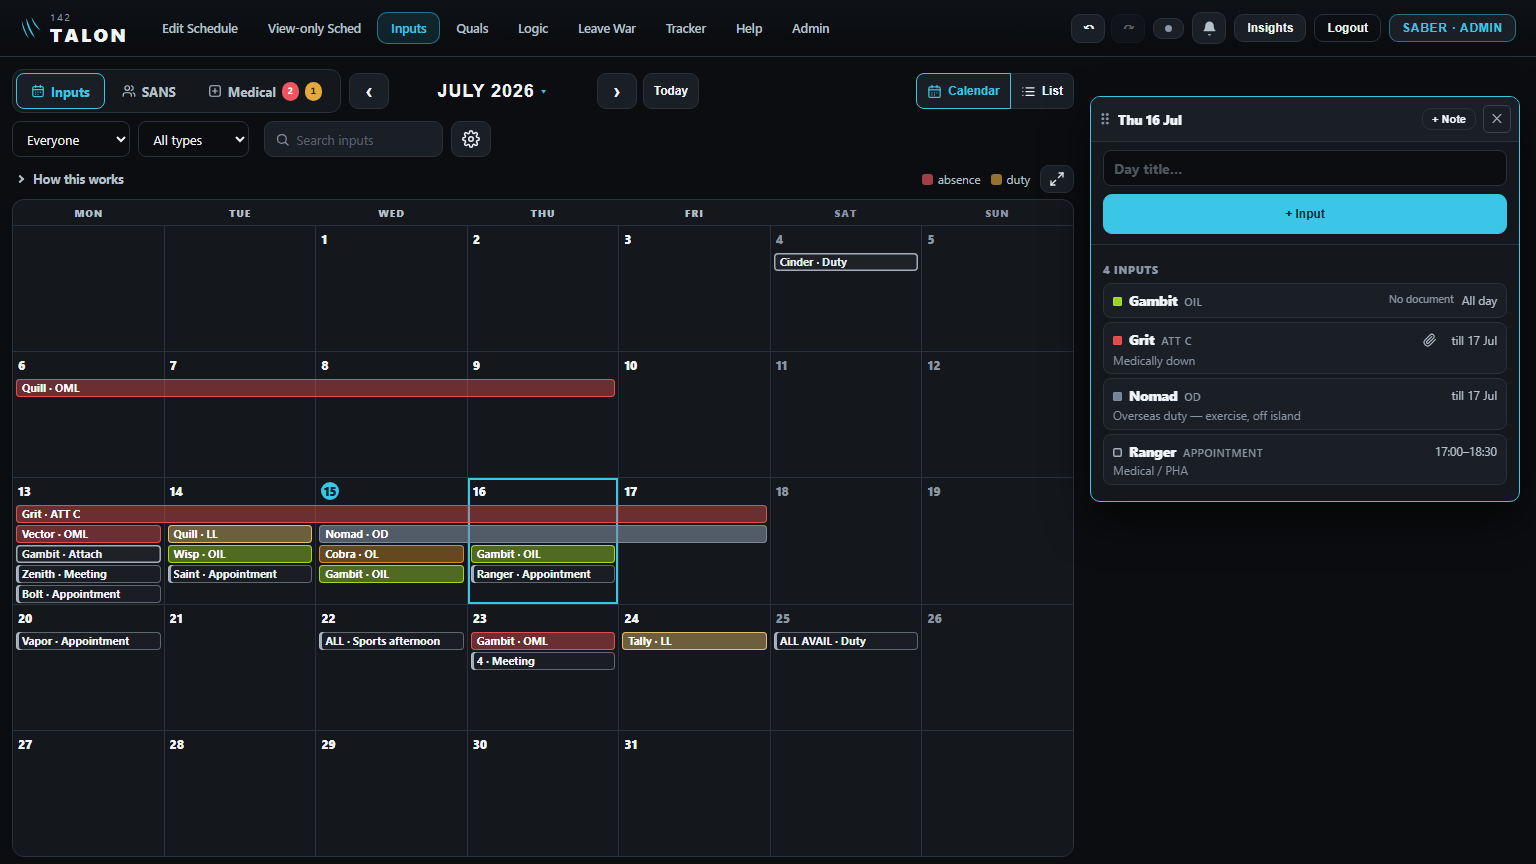 142
TALON
Edit Schedule
View-only Sched
Inputs
Quals
Logic
Leave War
Tracker
Help
Admin
Insights
Logout
SABER · ADMIN
Inputs
SANS
Medical 2 1
JULY 2026
Today
Calendar
List
Everyone
All types
Search inputs
How this works
absence
duty
MON TUE WED THU FRI SAT SUN
1 2 3 4 5
Cinder · Duty
6 7 8 9 10 11 12
Quill · OML
13 14 15 16 17 18 19
Grit · ATT C
Vector · OML
Quill · LL
Nomad · OD
Gambit · Attach
Wisp · OIL
Cobra · OL
Gambit · OIL
Zenith · Meeting
Saint · Appointment
Gambit · OIL
Ranger · Appointment
Bolt · Appointment
20 21 22 23 24 25 26
Vapor · Appointment
ALL · Sports afternoon
Gambit · OML
Tally · LL
ALL AVAIL · Duty
4 · Meeting
27 28 29 30 31
Thu 16 Jul
+ Note
Day title...
+ Input
4 INPUTS
Gambit OIL No document All day
Grit ATT C till 17 Jul
Medically down
Nomad OD till 17 Jul
Overseas duty — exercise, off island
Ranger APPOINTMENT 17:00–18:30
Medical / PHA